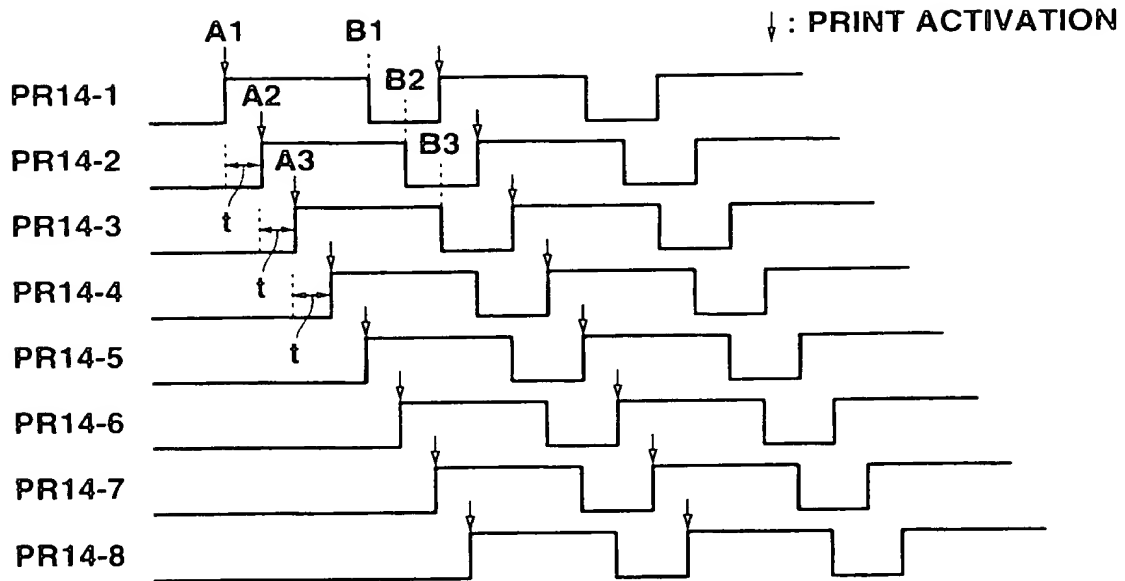 ↓ : PRINT ACTIVATION
A1
B1
PR14-1
A2
B2
PR14-2
A3
B3
t
PR14-3
t
PR14-4
t
PR14-5
PR14-6
PR14-7
PR14-8